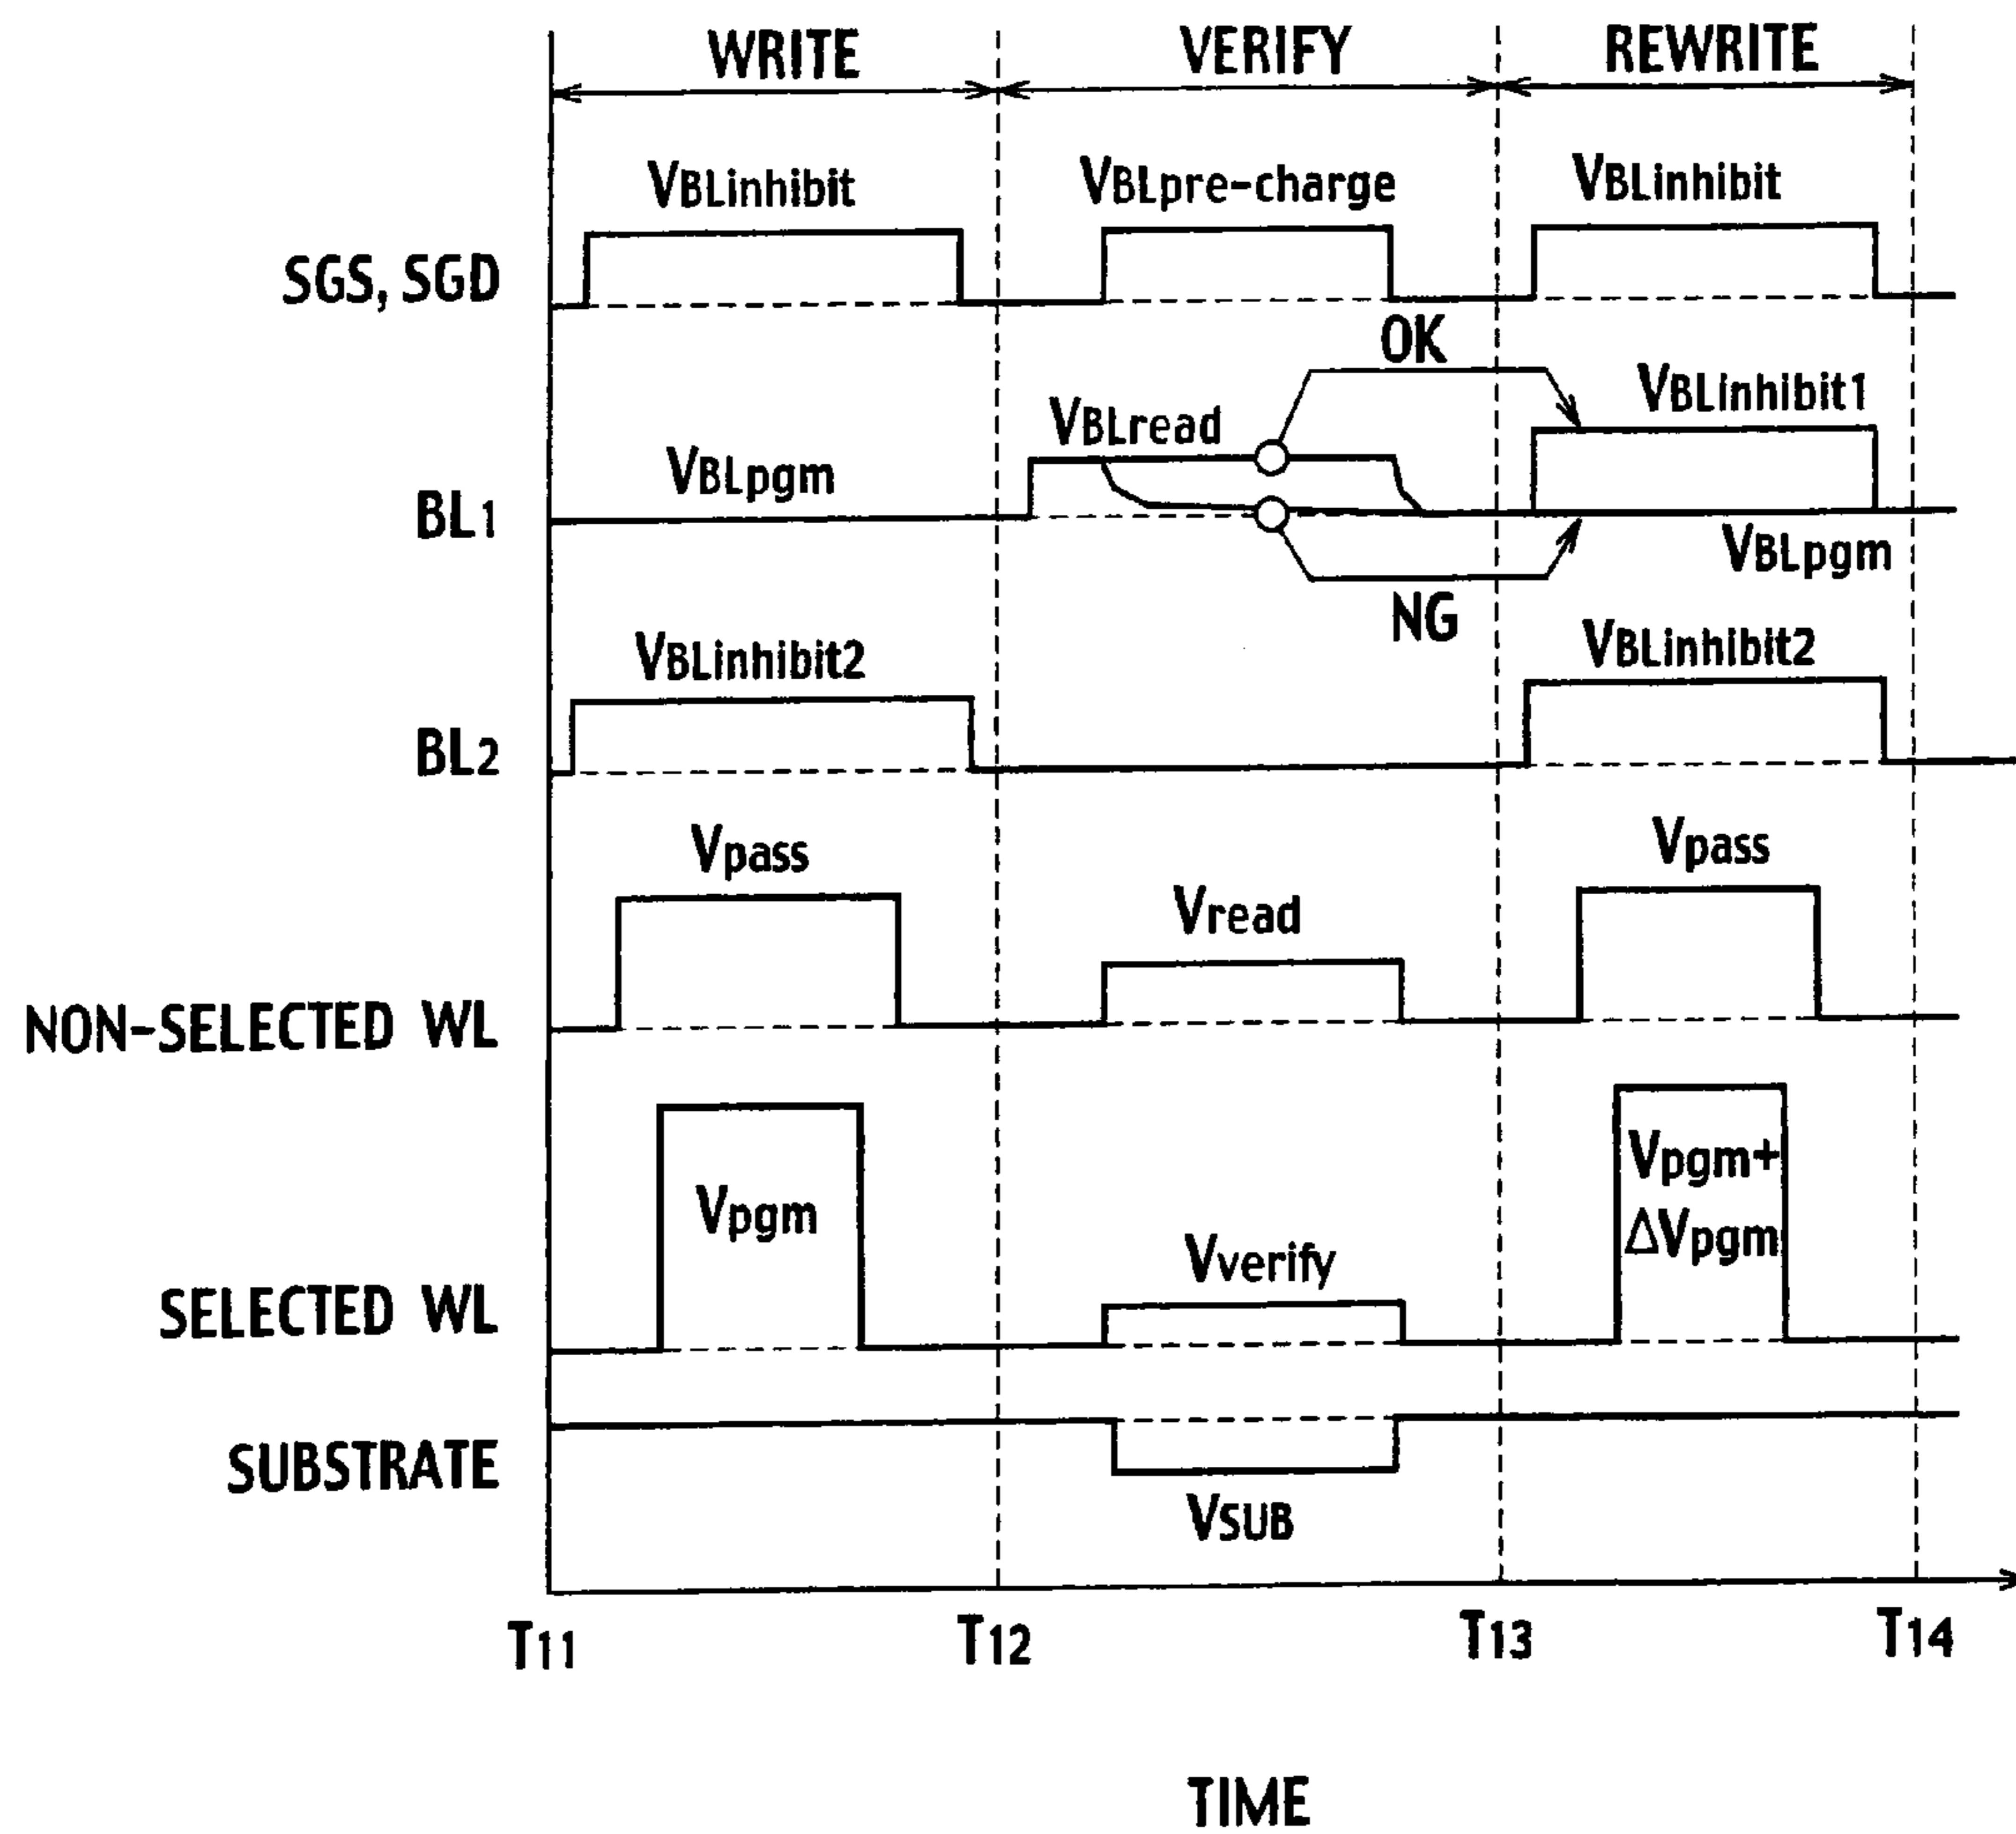 WRITE VERIFY REWRITE
VBLinhibit VBLpre-charge VBLinhibit
SGS, SGD
OK
VBLread VBLinhibit1
VBLpgm
BL1
VBLpgm
NG
VBLinhibit2 VBLinhibit2
BL2
Vpass Vpass
Vread
NON-SELECTED WL
Vpgm+
Vpgm
ΔVpgm
Vverify
SELECTED WL
SUBSTRATE
VSUB
T11 T12 T13 T14
TIME